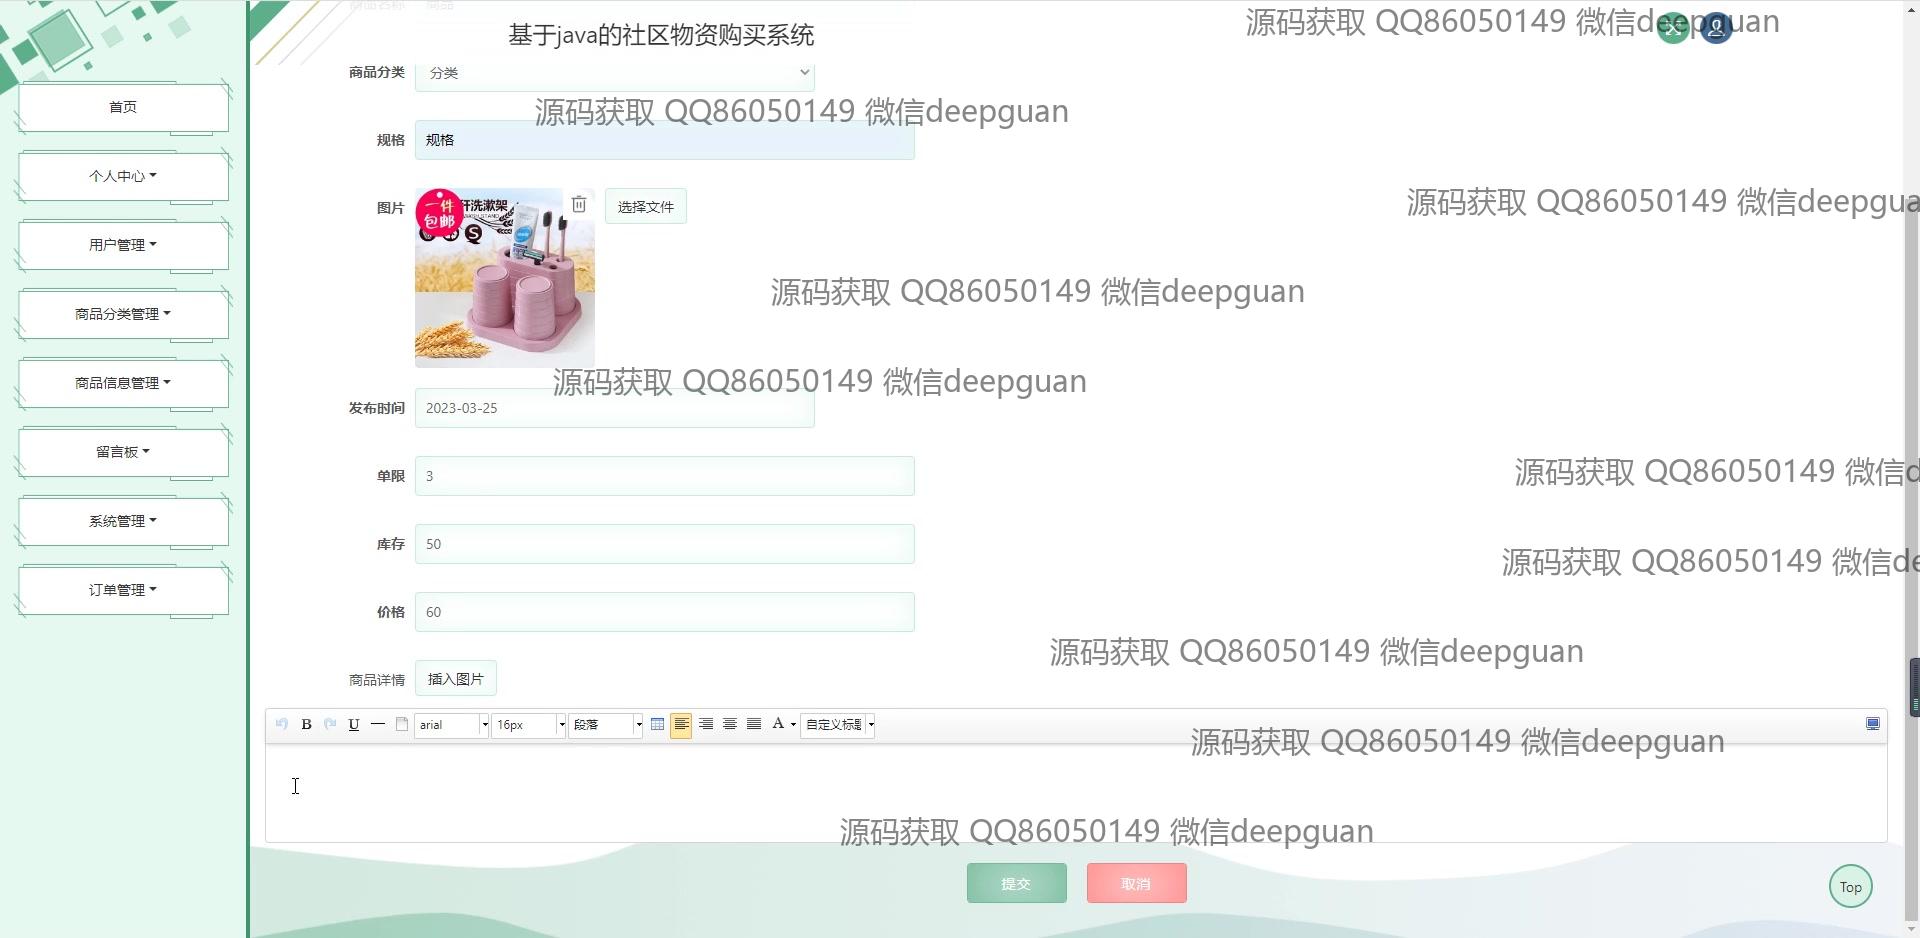 商品名称 商品
基于java的社区物资购买系统
源码获取 QQ86050149 微信deepguan
首页
个人中心
用户管理
商品分类管理
商品信息管理
留言板
系统管理
订单管理
商品分类 分类
源码获取 QQ86050149 微信deepguan
规格 规格
图片
一件
包邮
杆洗漱架
S
选择文件
源码获取 QQ86050149 微信deepgua
源码获取 QQ86050149 微信deepguan
源码获取 QQ86050149 微信deepguan
发布时间 2023-03-25
单限 3
源码获取 QQ86050149 微信d
库存 50
源码获取 QQ86050149 微信de
价格 60
源码获取 QQ86050149 微信deepguan
商品详情 插入图片
B U arial 16px 段落 A 自定义标题
源码获取 QQ86050149 微信deepguan
源码获取 QQ86050149 微信deepguan
提交 取消
Top